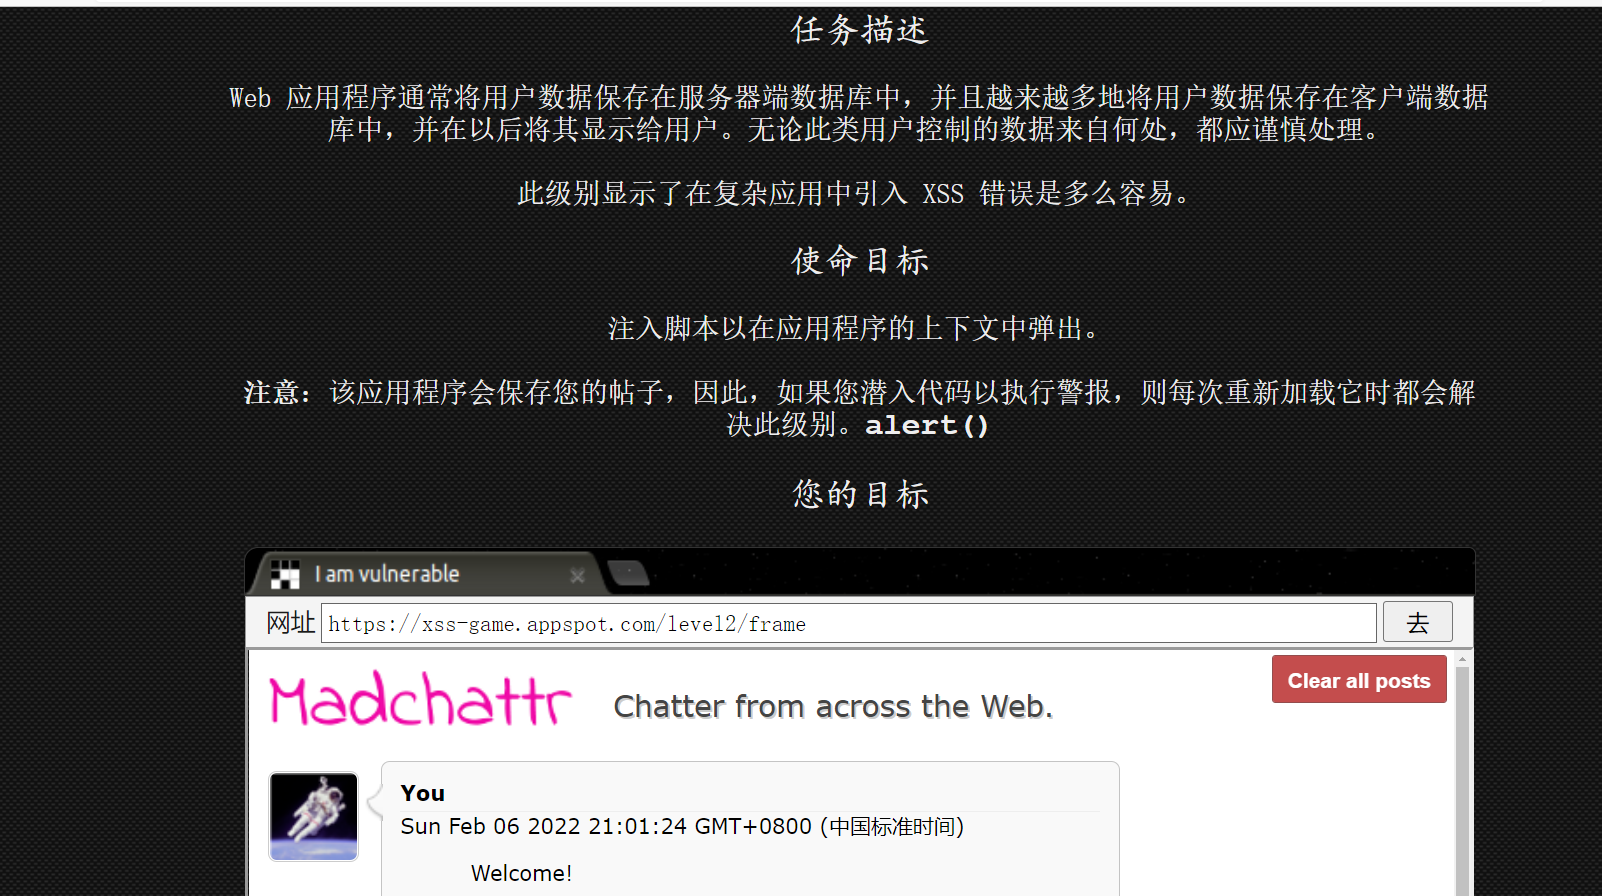 任务描述
Web 应用程序通常将用户数据保存在服务器端数据库中，并且越来越多地将用户数据保存在客户端数据
库中，并在以后将其显示给用户。无论此类用户控制的数据来自何处，都应谨慎处理。
此级别显示了在复杂应用中引入 XSS 错误是多么容易。
使命目标
注入脚本以在应用程序的上下文中弹出。
注意：该应用程序会保存您的帖子，因此，如果您潜入代码以执行警报，则每次重新加载它时都会解
决此级别。alert()
您的目标
I am vulnerable
网址 https://xss-game.appspot.com/level2/frame 去
Clear all posts
Madchattr Chatter from across the Web.
You
Sun Feb 06 2022 21:01:24 GMT+0800 (中国标准时间)
Welcome!